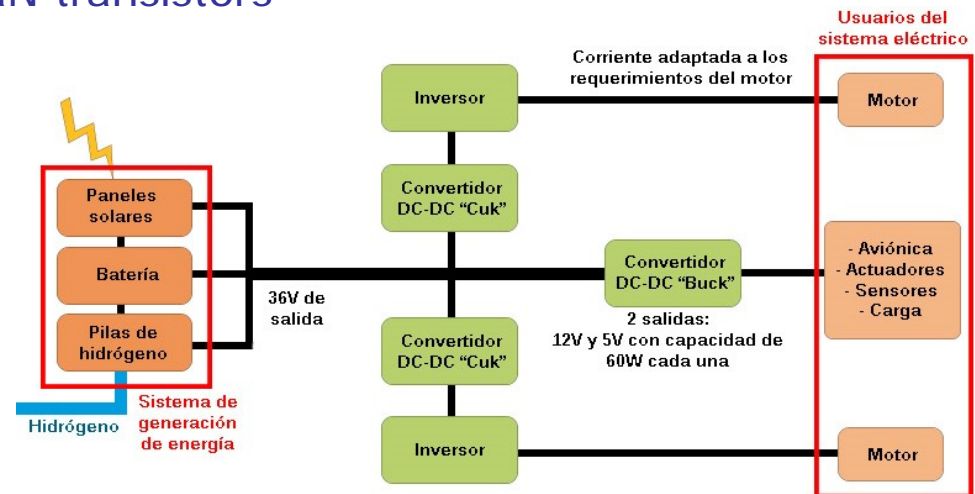 transistors
Usuarios del
sistema eléctrico
Corriente adaptada a los
requerimientos del motor
Inversor
Motor
Paneles
solares
Convertidor
DC-DC “Cuk”
Batería
Convertidor
DC-DC “Buck”
- Aviónica
- Actuadores
- Sensores
- Carga
36V de
salida
2 salidas:
12V y 5V con capacidad de
60W cada una
Pilas de
hidrógeno
Convertidor
DC-DC “Cuk”
Hidrógeno
Sistema de
generación
de energía
Inversor
Motor